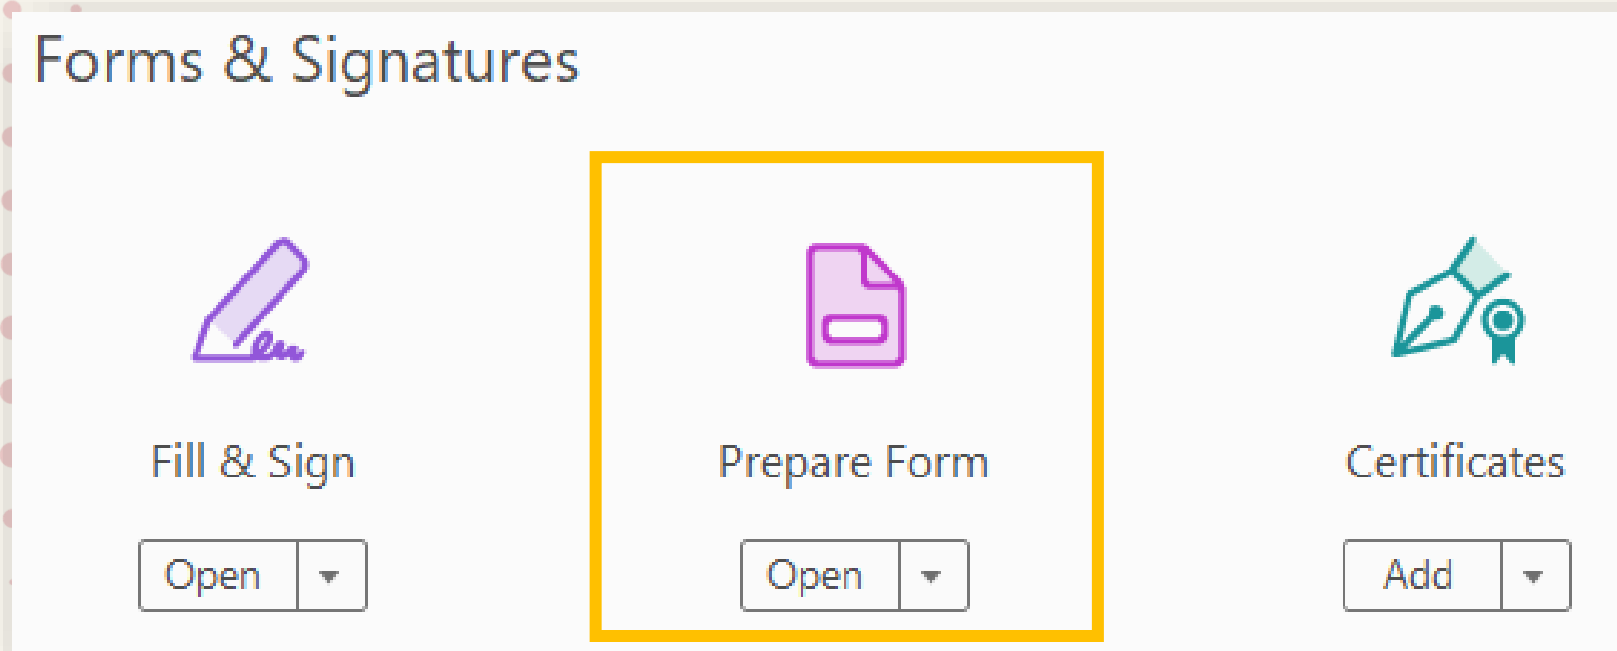 Forms & Signatures
Fill & Sign
Prepare Form
Certificates
Open
Open
Add